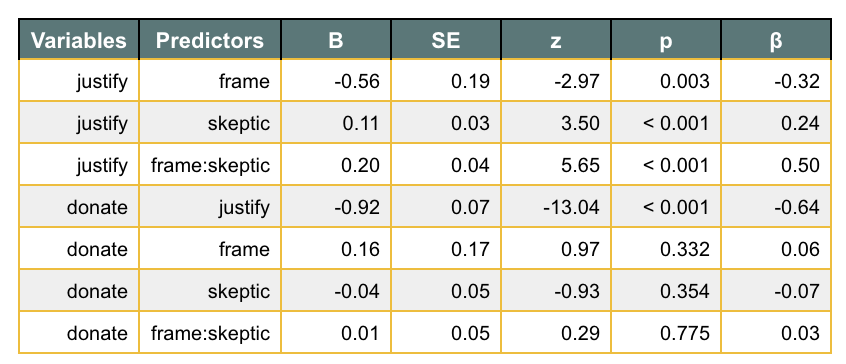 Variables Predictors B SE z p β
justify frame -0.56 0.19 -2.97 0.003 -0.32
justify skeptic 0.11 0.03 3.50 < 0.001 0.24
justify frame:skeptic 0.20 0.04 5.65 < 0.001 0.50
donate justify -0.92 0.07 -13.04 < 0.001 -0.64
donate frame 0.16 0.17 0.97 0.332 0.06
donate skeptic -0.04 0.05 -0.93 0.354 -0.07
donate frame:skeptic 0.01 0.05 0.29 0.775 0.03